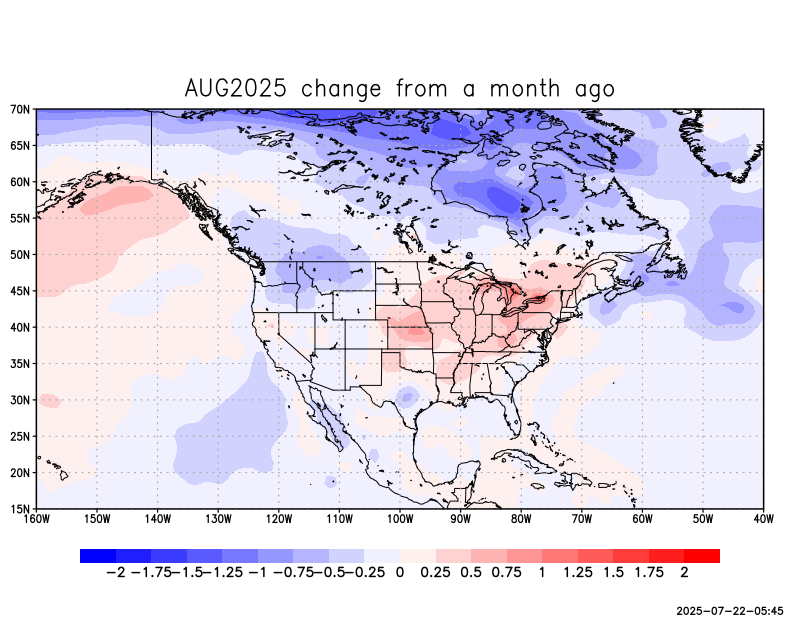 AUG2025 change from a month ago
70N
65N
60N
55N
50N
45N
40N
35N
30N
25N
20N
15N
160W 150W 140W 130W 120W 110W 100W 90W 80W 70W 60W 50W 40W
-2 -1.75 -1.5 -1.25 -1 -0.75 -0.5 -0.25 0 0.25 0.5 0.75 1 1.25 1.5 1.75 2
2025-07-22-05:45